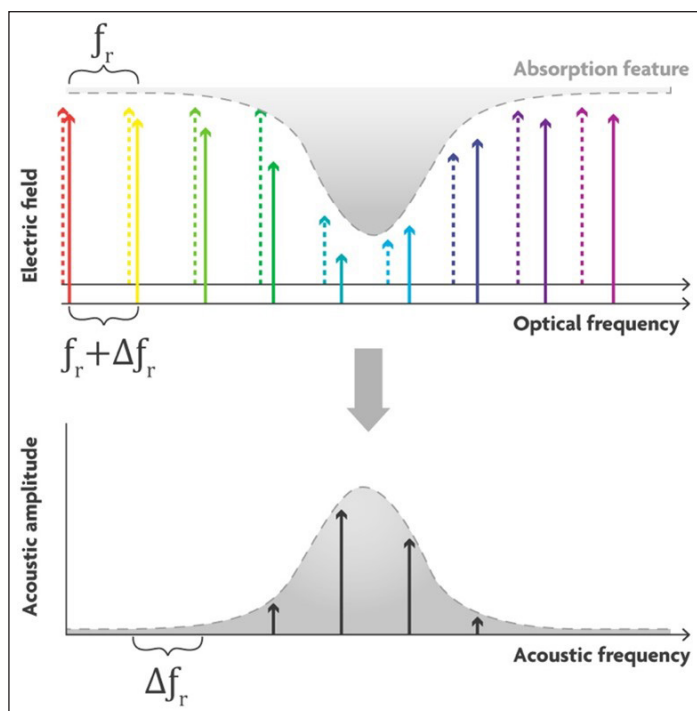 f_r
Absorption feature
Electric field
Optical frequency
f_r+Δf_r
Acoustic amplitude
Acoustic frequency
Δf_r